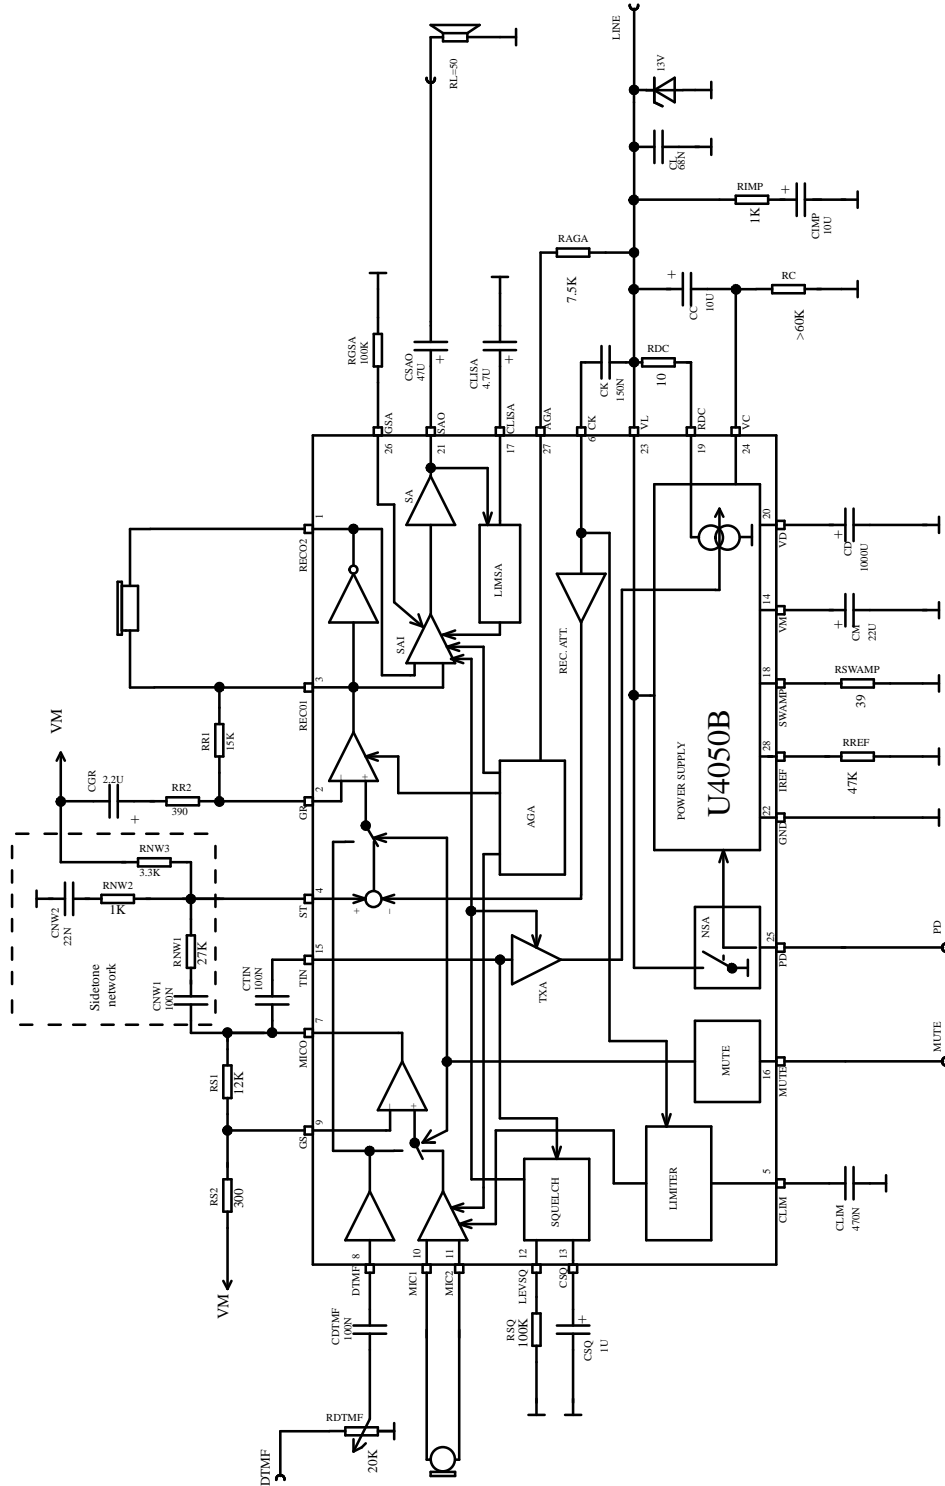 LINE
13V
RL=50
CL
68N
RIMP
1K
CIMP
10U
RAGA
7.5K
CC
10U
RC
>60K
RGSA
100K
CSAO
47U
CLISA
4.7U
CK
150N
RDC
10
GSA
26
SAO
21
CLISA
17
AGA
27
CK
6
VL
23
RDC
19
VC
24
RECO2
1
SA
LIMSA
SAI
REC. ATT.
20
VD
CD
1000U
14
VM
CM
22U
18
SWAMP
RSWAMP
39
28
IREF
RREF
47K
22
GND
POWER SUPPLY
U4050B
REC01
3
RR1
15K
VM
CGR
2.2U
RR2
390
GR
2
AGA
RNW3
3.3K
RNW2
1K
CNW2
22N
RNW1
27K
CNW1
100N
Sidetone
network
ST
4
CTIN
100N
TIN
15
TXA
NSA
25
PD
PD
MICO
7
RS1
12K
GS
9
MUTE
16
MUTE
MUTE
RS2
300
VM
SQUELCH
LIMITER
5
CLIM
CLIM
470N
DTMF
8
MIC1
10
MIC2
11
LEVSQ
12
CSQ
13
CDTMF
100N
RSQ
100K
CSQ
1U
RDTMF
20K
DTMF